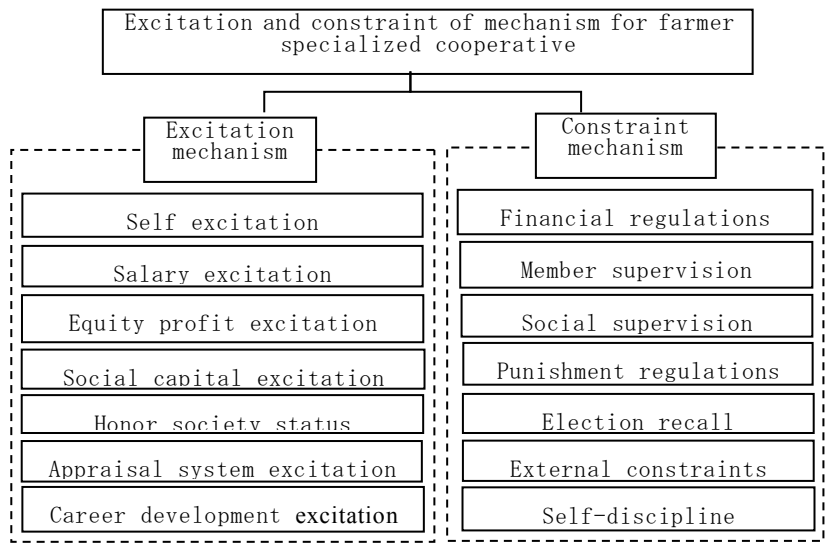 Excitation and constraint of mechanism for farmer
specialized cooperative
Excitation
mechanism
Self excitation
Salary excitation
Equity profit excitation
Social capital excitation
Honor society status
Appraisal system excitation
Career development excitation
Constraint
mechanism
Financial regulations
Member supervision
Social supervision
Punishment regulations
Election recall
External constraints
Self-discipline